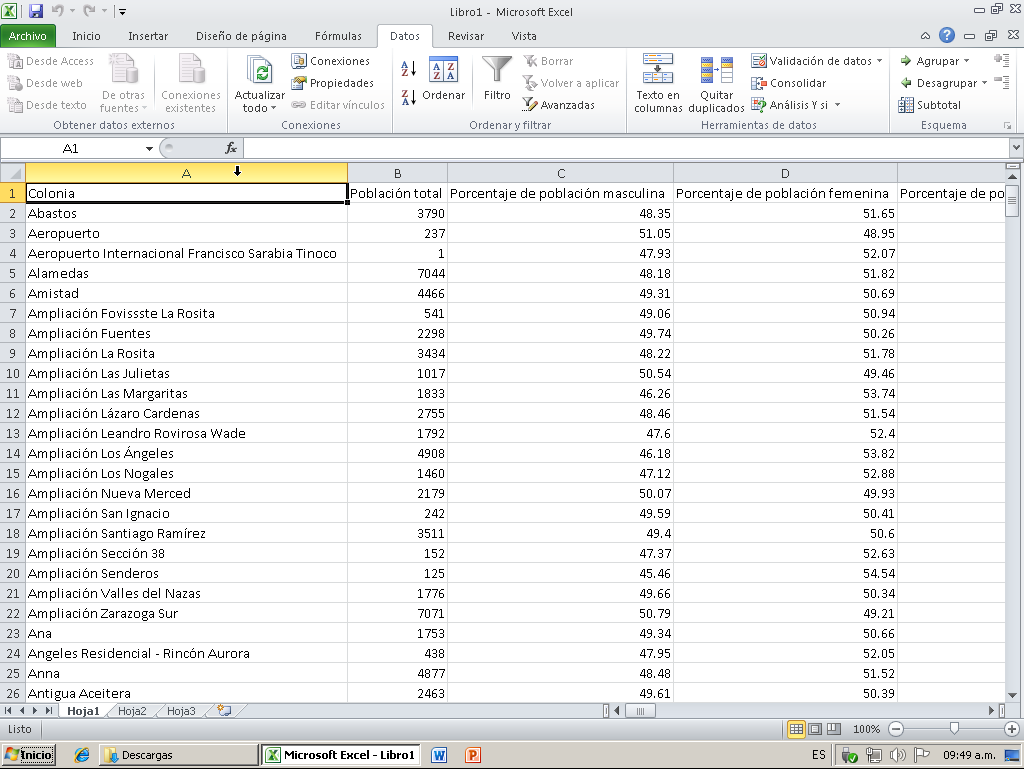 Libro1 - Microsoft Excel
Archivo Inicio Insertar Diseño de página Fórmulas Datos Revisar Vista
Desde Access
Desde web
Desde texto
De otras fuentes
Conexiones existentes
Obtener datos externos
Actualizar todo
Conexiones
Propiedades
Editar vínculos
Conexiones
Ordenar
Filtro
Borrar
Volver a aplicar
Avanzadas
Ordenar y filtrar
Texto en columnas
Quitar duplicados
Validación de datos
Consolidar
Análisis Y si
Herramientas de datos
Agrupar
Desagrupar
Subtotal
Esquema
A1 fx
A B C D
1 Colonia Población total Porcentaje de población masculina Porcentaje de población femenina Porcentaje de po
2 Abastos 3790 48.35 51.65
3 Aeropuerto 237 51.05 48.95
4 Aeropuerto Internacional Francisco Sarabia Tinoco 1 47.93 52.07
5 Alamedas 7044 48.18 51.82
6 Amistad 4466 49.31 50.69
7 Ampliación Fovissste La Rosita 541 49.06 50.94
8 Ampliación Fuentes 2298 49.74 50.26
9 Ampliación La Rosita 3434 48.22 51.78
10 Ampliación Las Julietas 1017 50.54 49.46
11 Ampliación Las Margaritas 1833 46.26 53.74
12 Ampliación Lázaro Cardenas 2755 48.46 51.54
13 Ampliación Leandro Rovirosa Wade 1792 47.6 52.4
14 Ampliación Los Ángeles 4908 46.18 53.82
15 Ampliación Los Nogales 1460 47.12 52.88
16 Ampliación Nueva Merced 2179 50.07 49.93
17 Ampliación San Ignacio 242 49.59 50.41
18 Ampliación Santiago Ramírez 3511 49.4 50.6
19 Ampliación Sección 38 152 47.37 52.63
20 Ampliación Senderos 125 45.46 54.54
21 Ampliación Valles del Nazas 1776 49.66 50.34
22 Ampliación Zarazoga Sur 7071 50.79 49.21
23 Ana 1753 49.34 50.66
24 Angeles Residencial - Rincón Aurora 438 47.95 52.05
25 Anna 4877 48.48 51.52
26 Antigua Aceitera 2463 49.61 50.39
Hoja1 Hoja2 Hoja3
Listo 100%
Inicio Descargas Microsoft Excel - Libro1 ES 09:49 a.m.